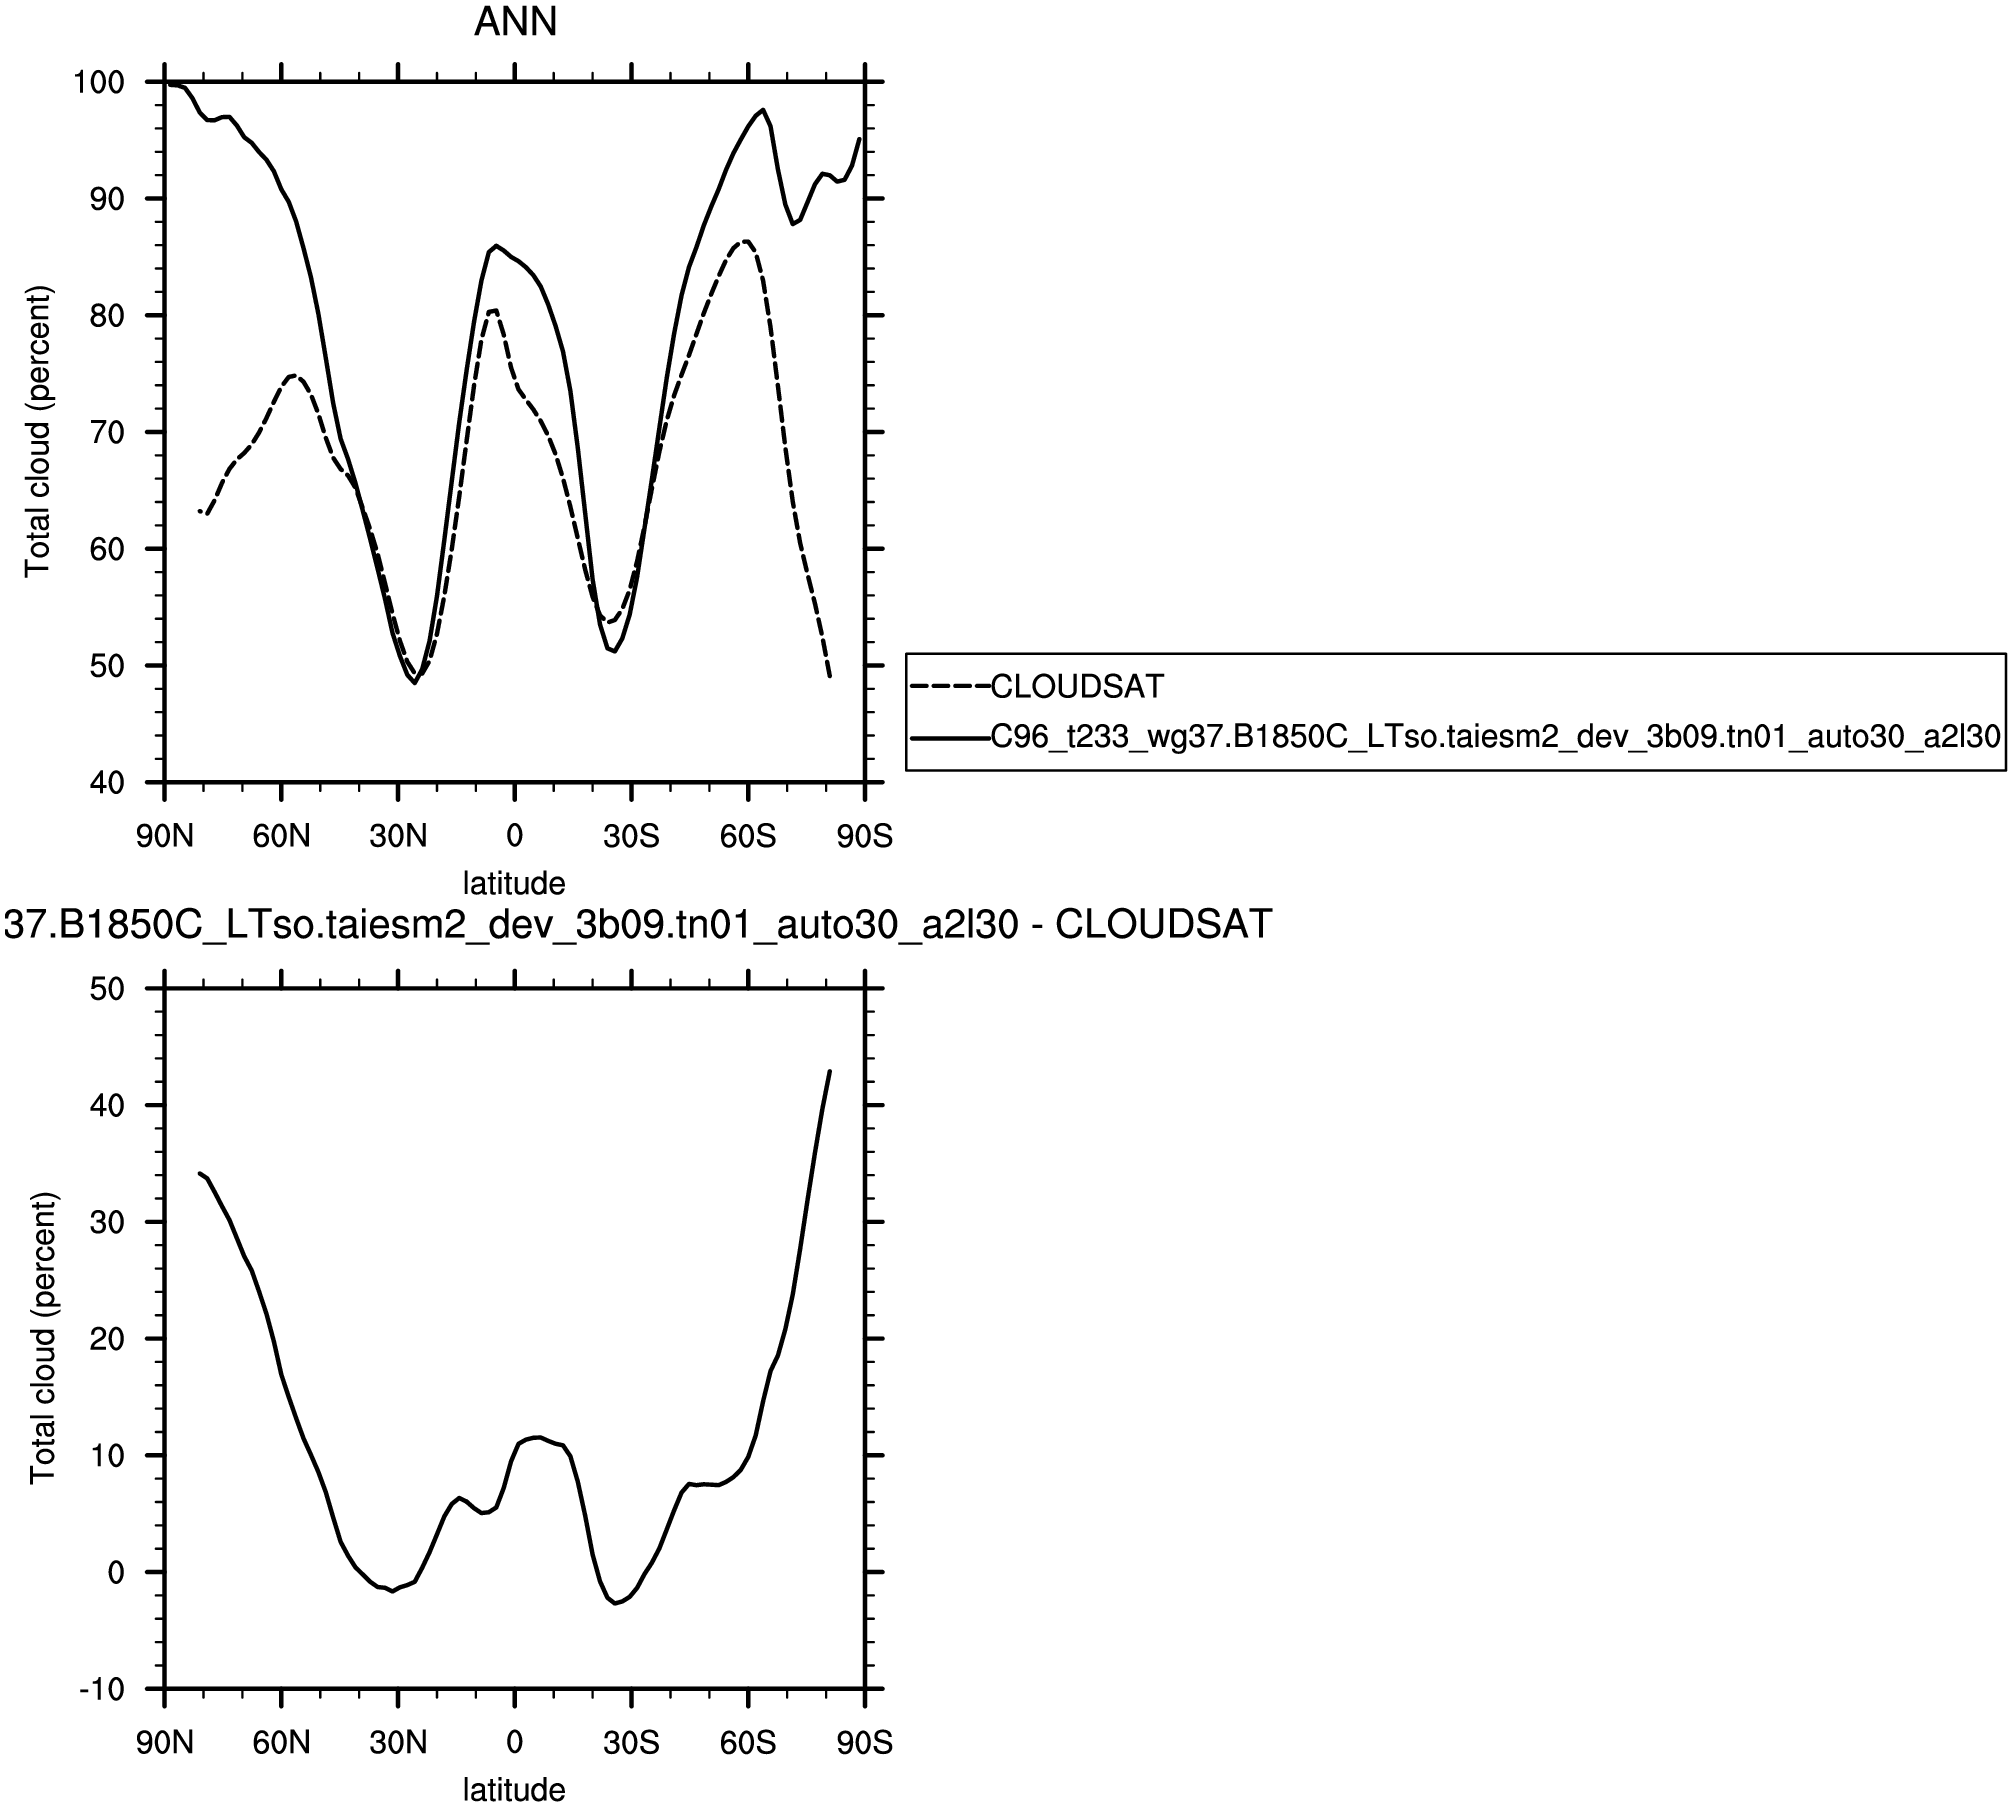 ANN
100
90
80
70
60
50
40
Total cloud (percent)
90N 60N 30N 0 30S 60S 90S
latitude
CLOUDSAT
C96_t233_wg37.B1850C_LTso.taiesm2_dev_3b09.tn01_auto30_a2l30
37.B1850C_LTso.taiesm2_dev_3b09.tn01_auto30_a2l30 - CLOUDSAT
50
40
30
20
10
0
-10
Total cloud (percent)
90N 60N 30N 0 30S 60S 90S
latitude